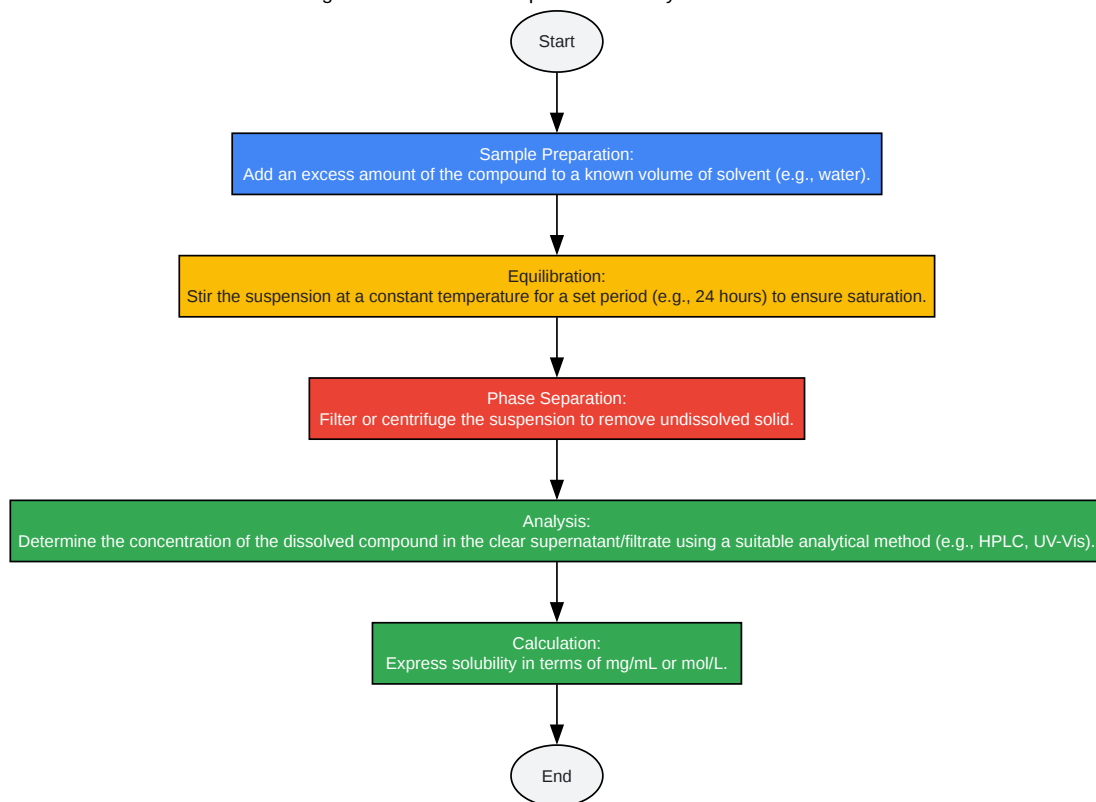 Start
Sample Preparation:
Add an excess amount of the compound to a known volume of solvent (e.g., water).
Equilibration:
Stir the suspension at a constant temperature for a set period (e.g., 24 hours) to ensure saturation.
Phase Separation:
Filter or centrifuge the suspension to remove undissolved solid.
Analysis:
Determine the concentration of the dissolved compound in the clear supernatant/filtrate using a suitable analytical method (e.g., HPLC, UV-Vis).
Calculation:
Express solubility in terms of mg/mL or mol/L.
End